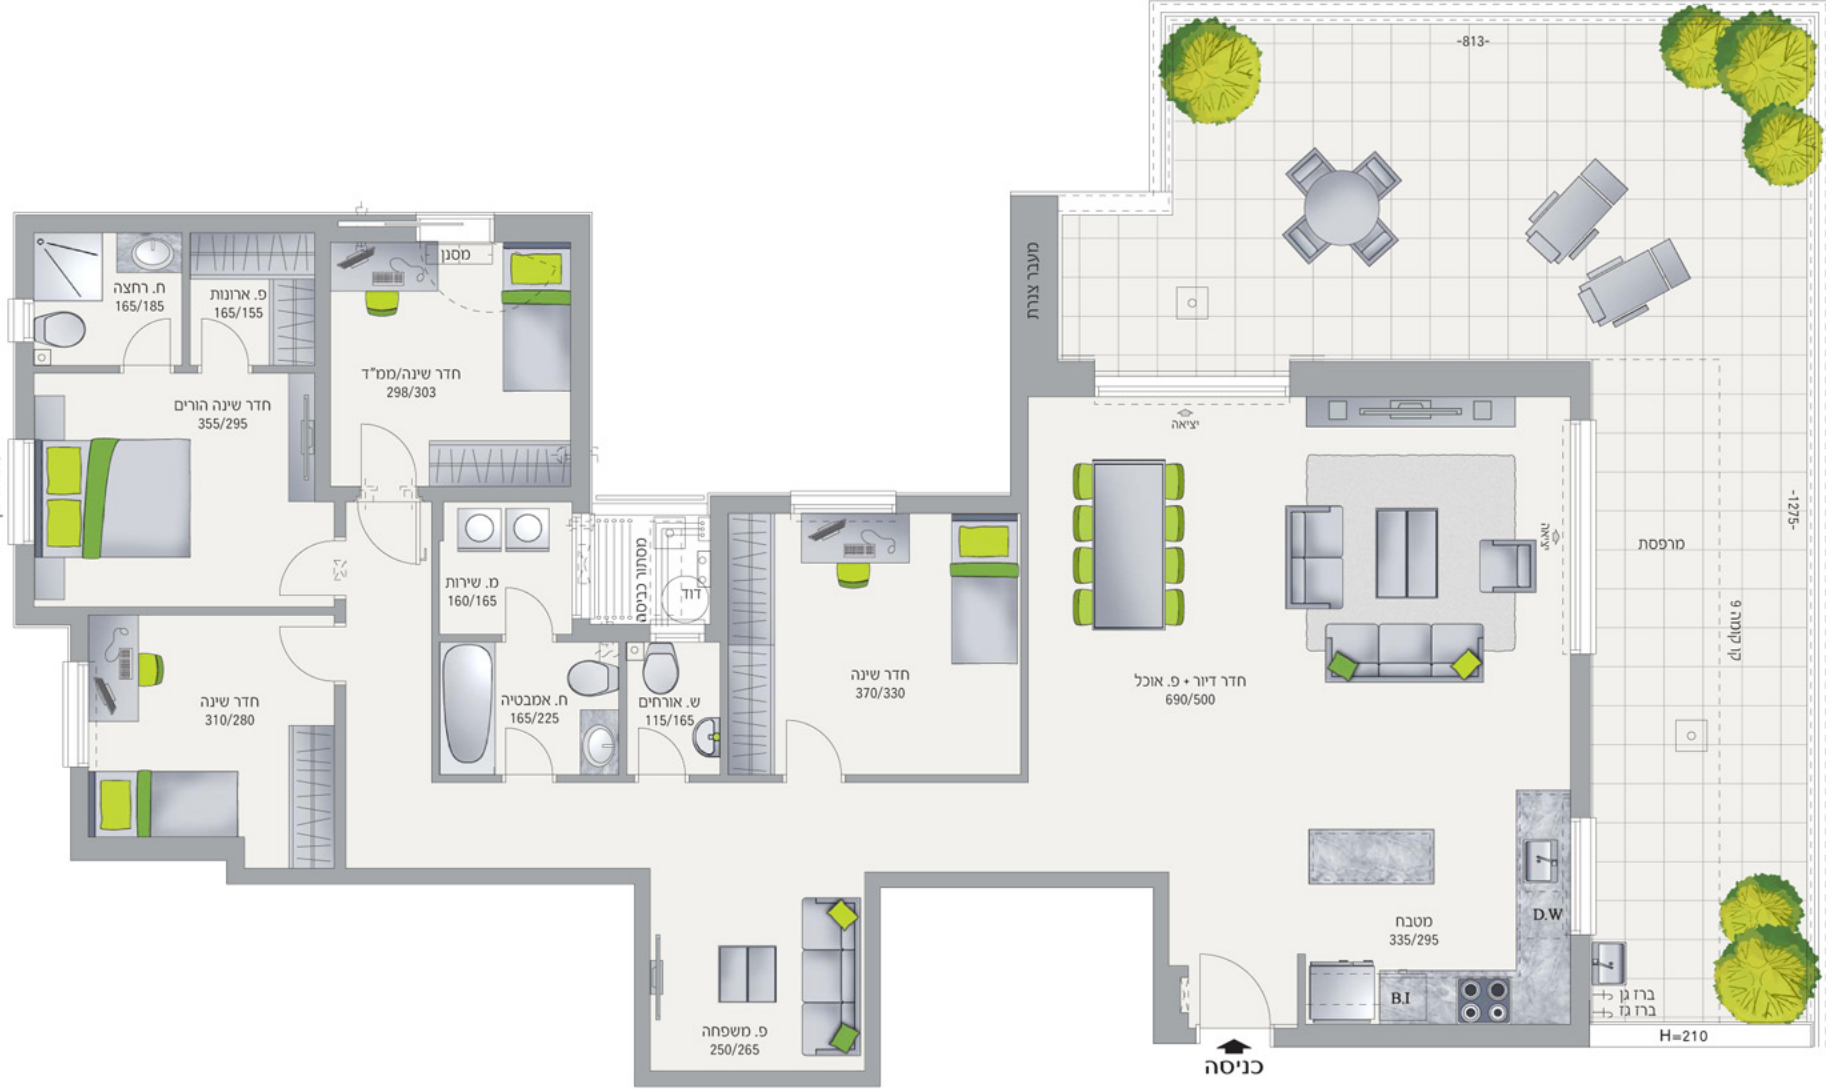 -813-
מעבר צנרת
מסנן
ח. רחצה
165/185
פ. ארונות
165/155
חדר שינה/ממ"ד
298/303
חדר שינה הורים
355/295
יציאה
יציאה
-1275-
מרפסת
קו קומה 9
מ. שירות
160/165
מסתור כביסה
דוד
חדר שינה
370/330
חדר דיור + פ. אוכל
690/500
חדר שינה
310/280
ח. אמבטיה
165/225
ש. אורחים
115/165
D.W
מטבח
335/295
B.I
ברז גן
ברז גז
H=210
פ. משפחה
250/265
כניסה